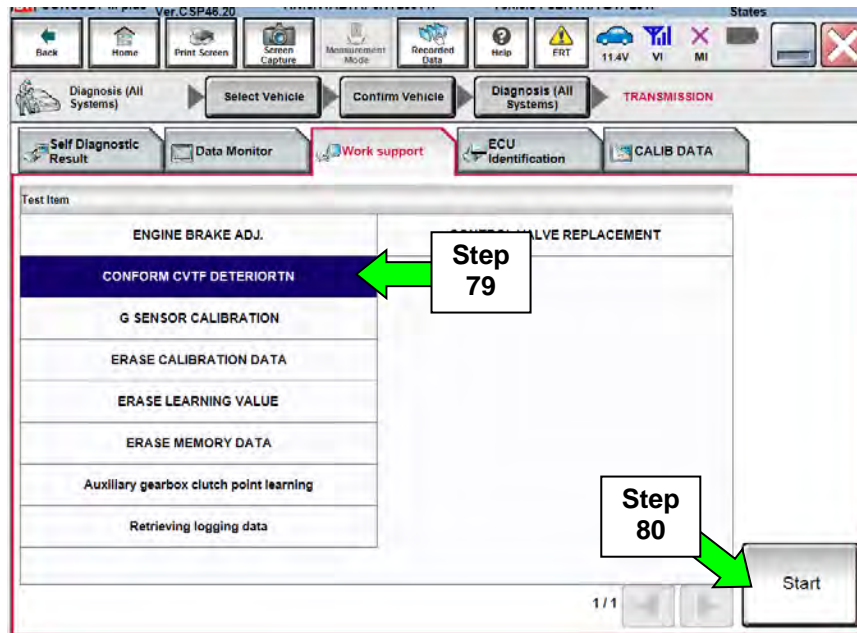 Ver.CSP46.20
States
Back
Home
Print Screen
Screen Capture
Measurement Mode
Recorded Data
Help
ERT
11.4V
VI
MI
Diagnosis (All Systems)
Select Vehicle
Confirm Vehicle
Diagnosis (All Systems)
TRANSMISSION
Self Diagnostic Result
Data Monitor
Work support
ECU Identification
CALIB DATA
Test Item
ENGINE BRAKE ADJ.
REPLACEMENT
CONFORM CVTF DETERIORTN
Step 79
G SENSOR CALIBRATION
ERASE CALIBRATION DATA
ERASE LEARNING VALUE
ERASE MEMORY DATA
Auxiliary gearbox clutch point learning
Retrieving logging data
Step 80
Start
1/1